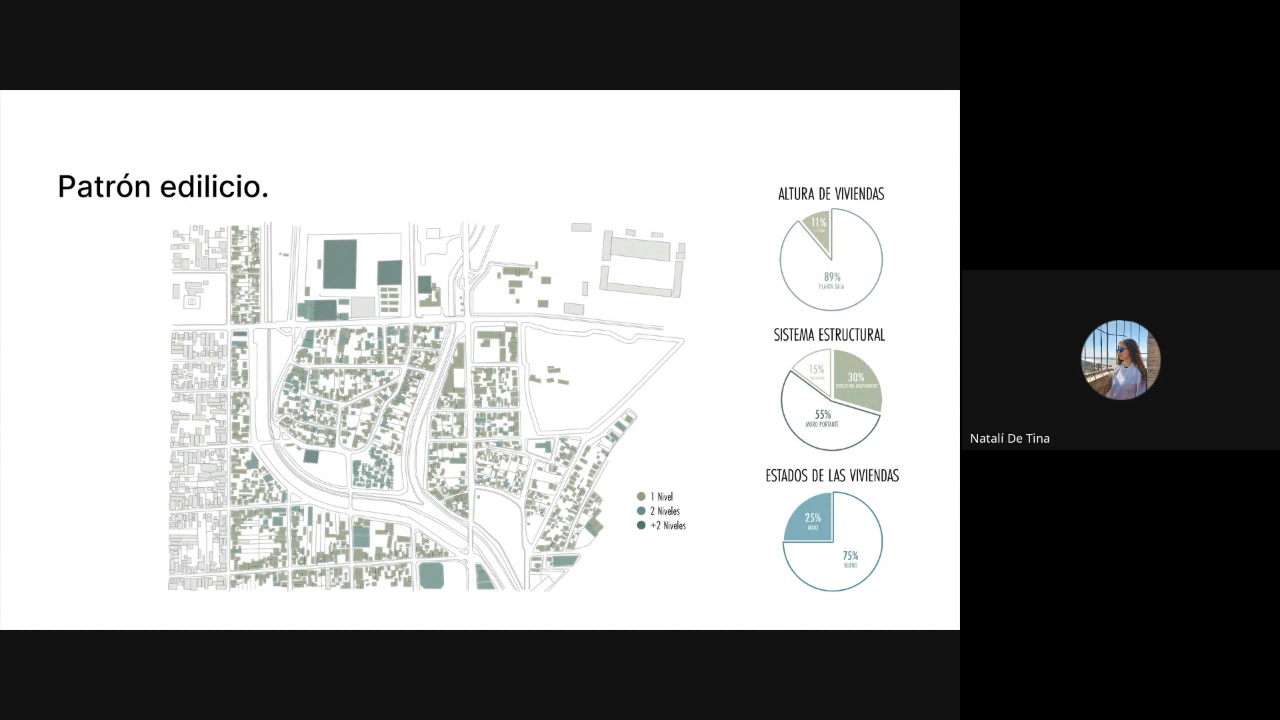 Patrón edilicio.
ALTURA DE VIVIENDAS
11%
89%
PLANTA BAJA
SISTEMA ESTRUCTURAL
15%
30%
55%
MURO PORTANTE
ESTADOS DE LAS VIVIENDAS
25%
MALO
75%
BUENO
1 Nivel
2 Niveles
+2 Niveles
Natalí De Tina